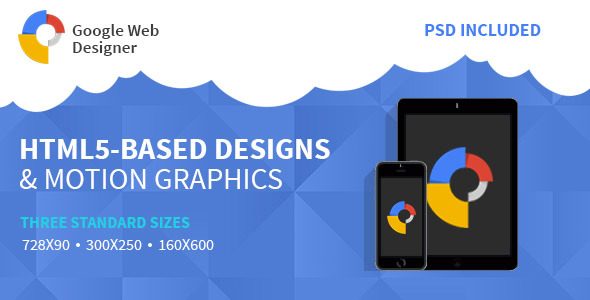 Google Web
Designer
PSD INCLUDED
HTML5-BASED DESIGNS
& MOTION GRAPHICS
THREE STANDARD SIZES
728X90 • 300X250 • 160X600